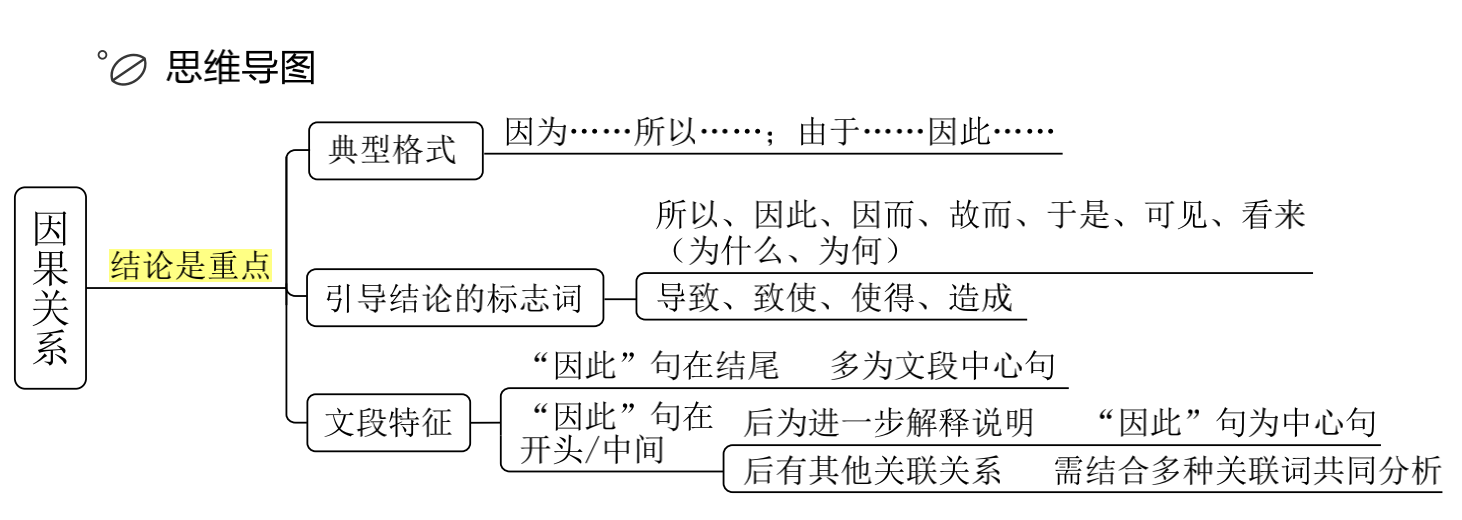 思维导图
因果关系
结论是重点
典型格式
因为……所以……；由于……因此……
引导结论的标志词
所以、因此、因而、故而、于是、可见、看来
（为什么、为何）
导致、致使、使得、造成
文段特征
“因此”句在结尾 多为文段中心句
“因此”句在
开头/中间
后为进一步解释说明 “因此”句为中心句
后有其他关联关系 需结合多种关联词共同分析